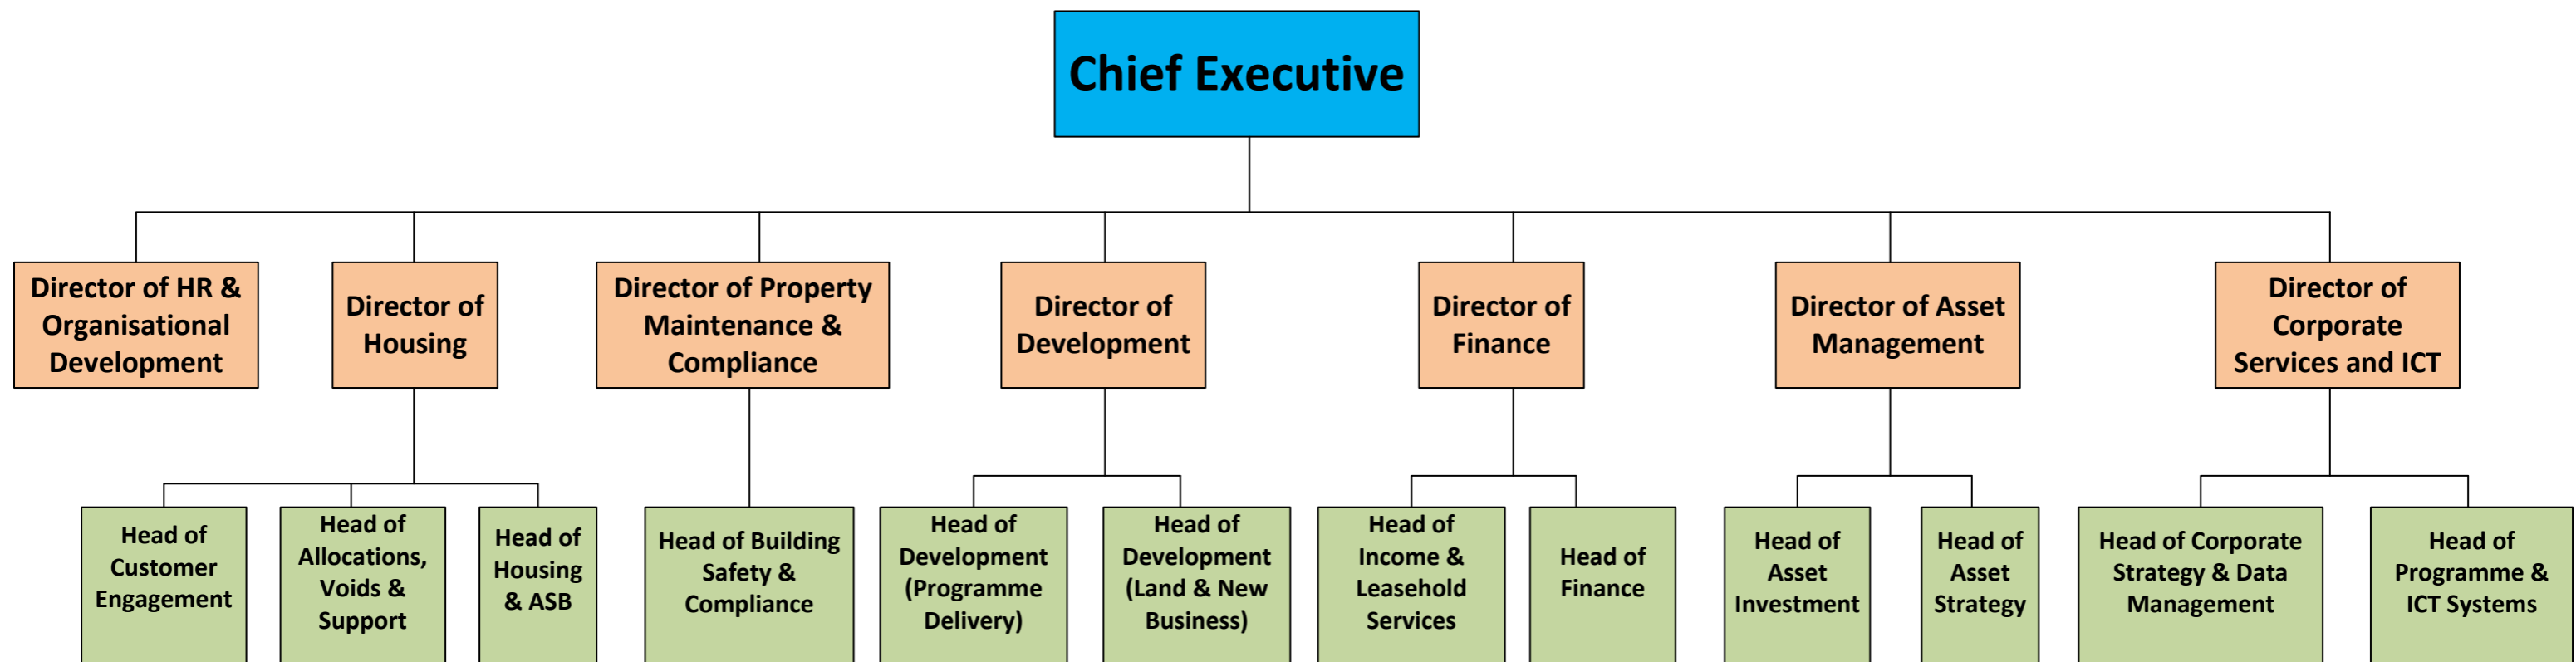 Chief Executive
Director of HR &
Organisational
Development
Director of
Housing
Director of Property
Maintenance &
Compliance
Director of
Development
Director of
Finance
Director of Asset
Management
Director of
Corporate
Services and ICT
Head of
Customer
Engagement
Head of
Allocations,
Voids &
Support
Head of
Housing
& ASB
Head of Building
Safety &
Compliance
Head of
Development
(Programme
Delivery)
Head of
Development
(Land & New
Business)
Head of
Income &
Leasehold
Services
Head of
Finance
Head of
Asset
Investment
Head of
Asset
Strategy
Head of Corporate
Strategy & Data
Management
Head of
Programme &
ICT Systems